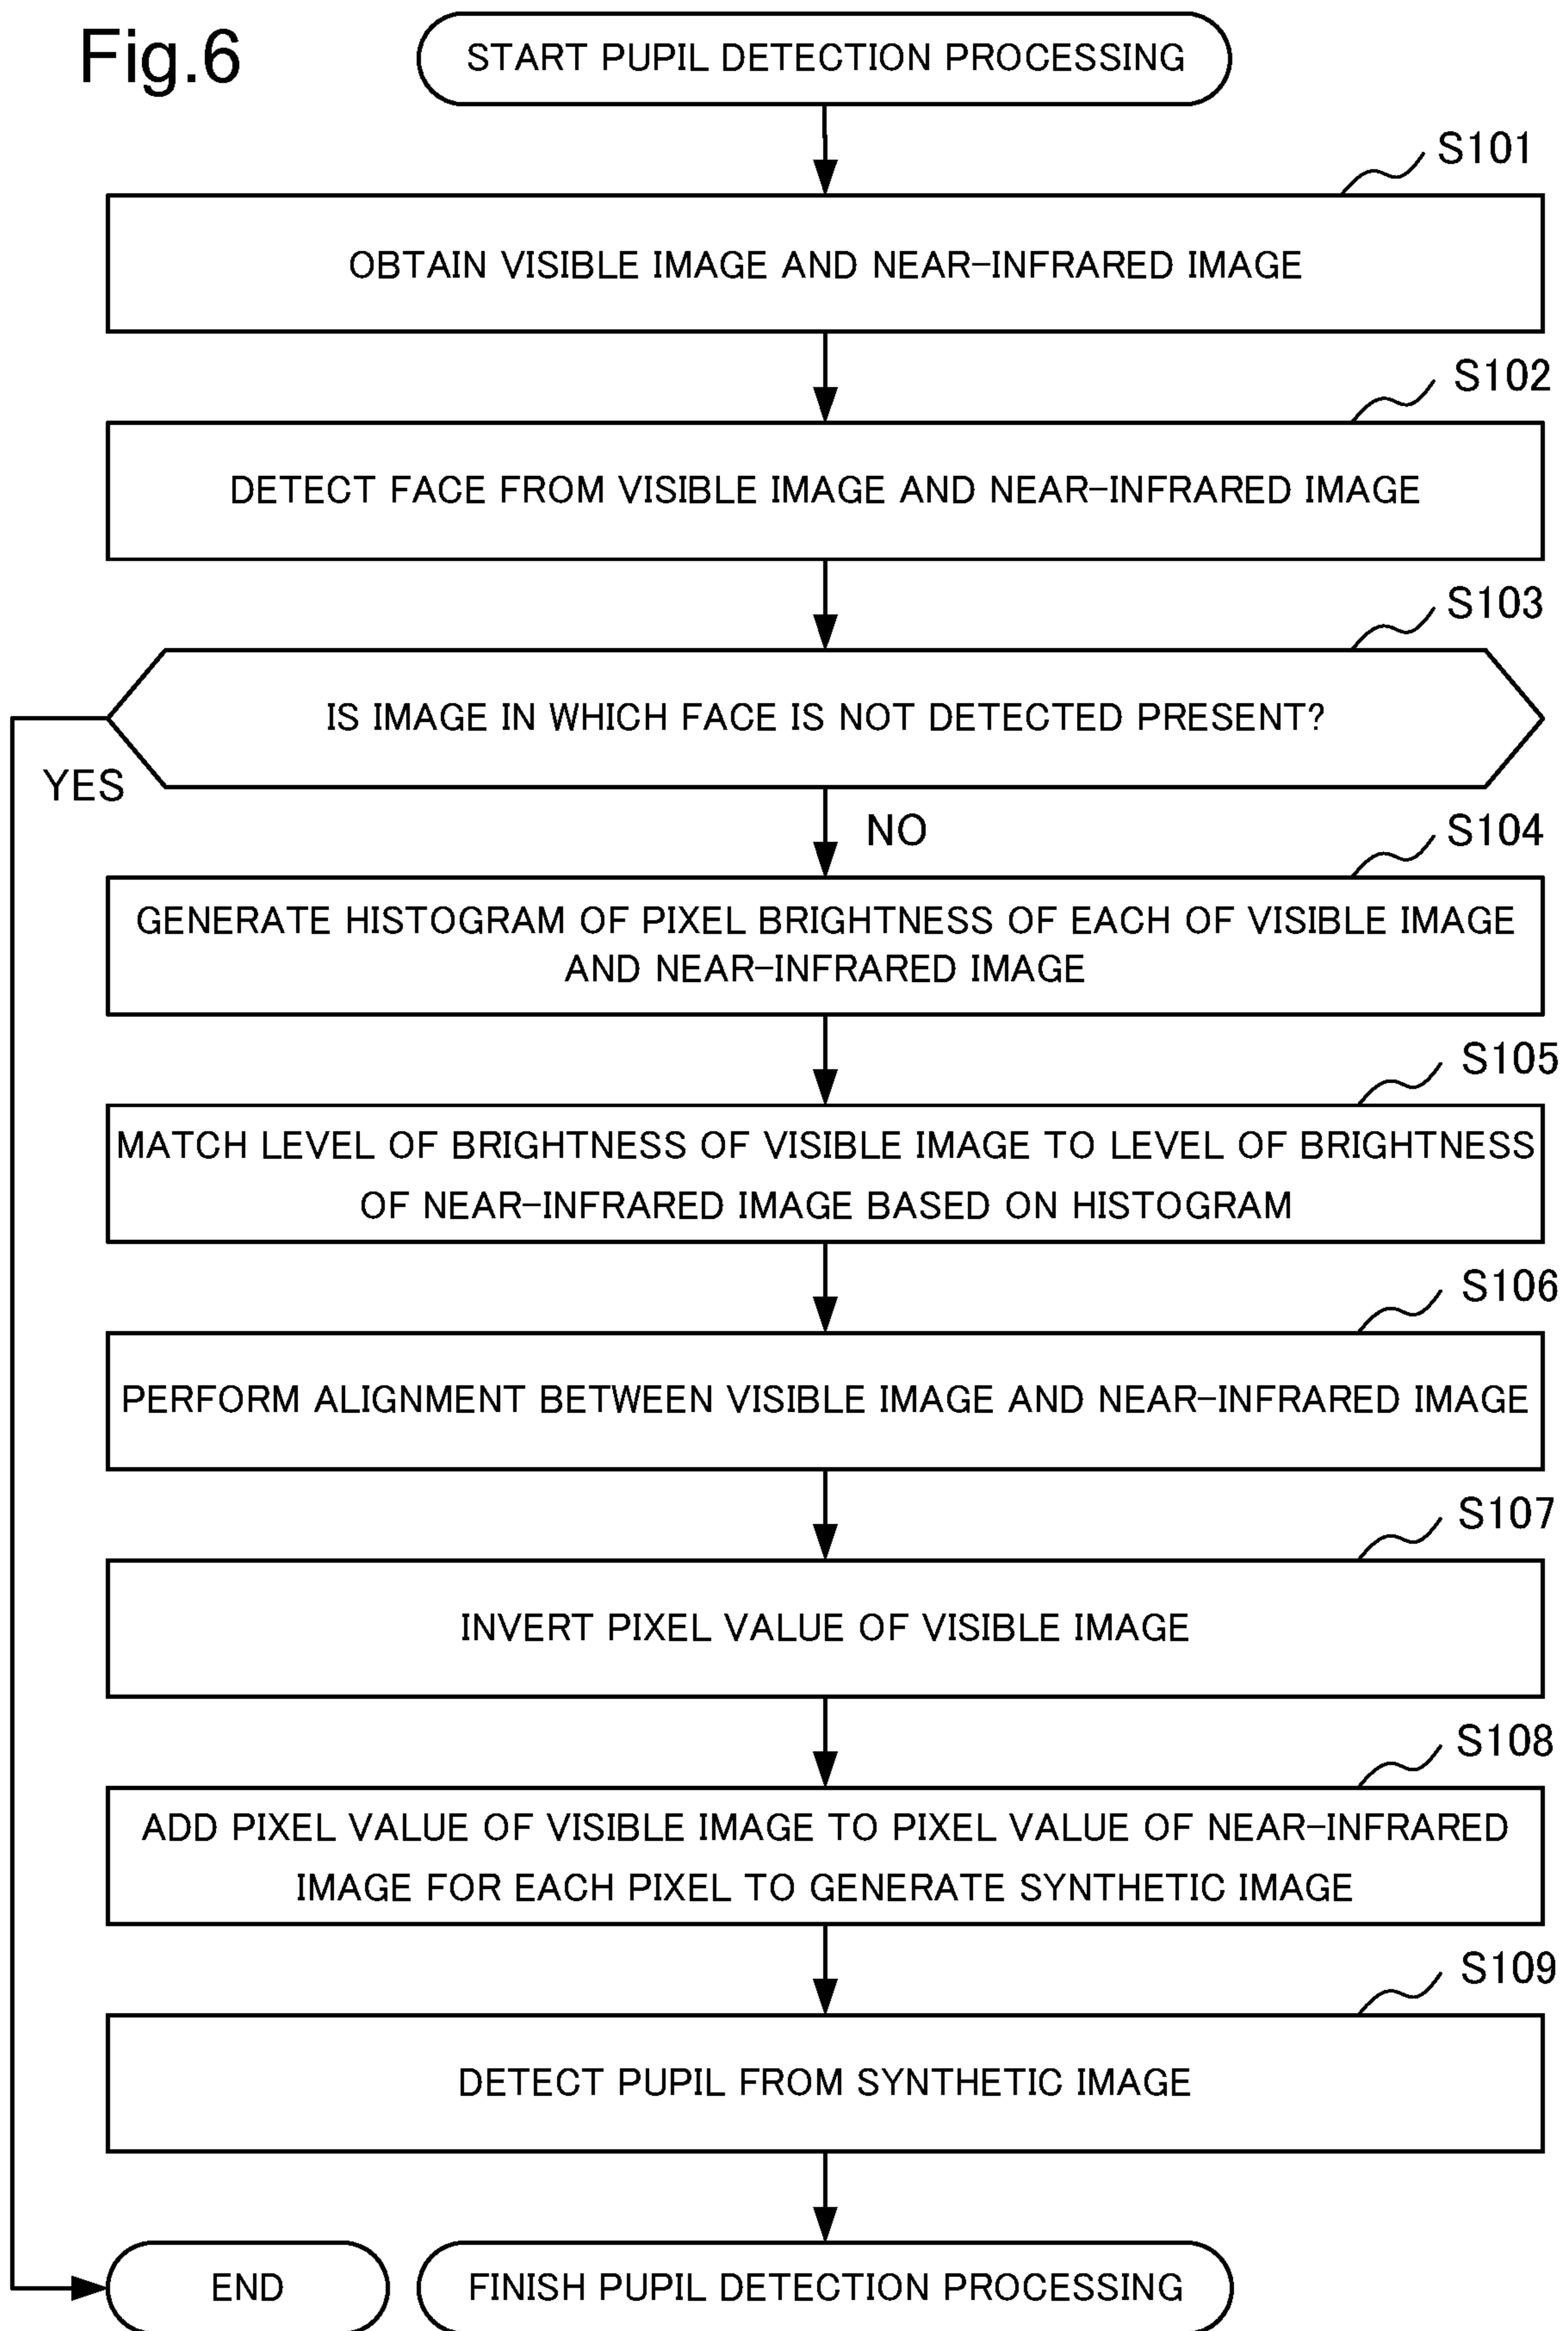 Fig.6
START PUPIL DETECTION PROCESSING
S101
OBTAIN VISIBLE IMAGE AND NEAR-INFRARED IMAGE
S102
DETECT FACE FROM VISIBLE IMAGE AND NEAR-INFRARED IMAGE
S103
IS IMAGE IN WHICH FACE IS NOT DETECTED PRESENT?
YES
NO
S104
GENERATE HISTOGRAM OF PIXEL BRIGHTNESS OF EACH OF VISIBLE IMAGE
AND NEAR-INFRARED IMAGE
S105
MATCH LEVEL OF BRIGHTNESS OF VISIBLE IMAGE TO LEVEL OF BRIGHTNESS
OF NEAR-INFRARED IMAGE BASED ON HISTOGRAM
S106
PERFORM ALIGNMENT BETWEEN VISIBLE IMAGE AND NEAR-INFRARED IMAGE
S107
INVERT PIXEL VALUE OF VISIBLE IMAGE
S108
ADD PIXEL VALUE OF VISIBLE IMAGE TO PIXEL VALUE OF NEAR-INFRARED
IMAGE FOR EACH PIXEL TO GENERATE SYNTHETIC IMAGE
S109
DETECT PUPIL FROM SYNTHETIC IMAGE
END
FINISH PUPIL DETECTION PROCESSING